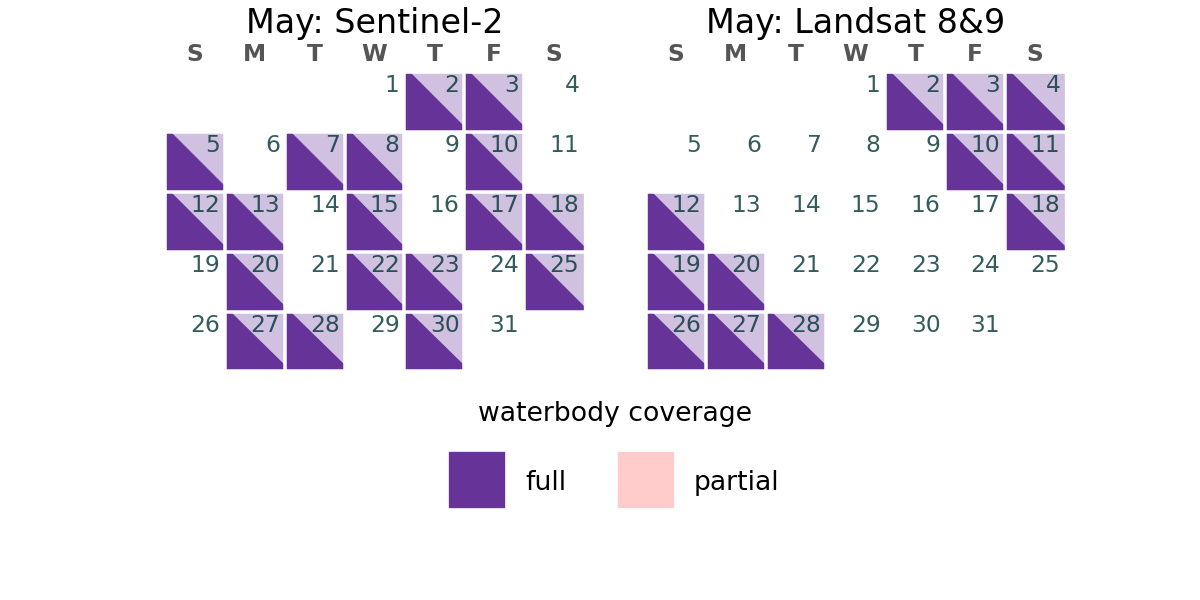 May: Sentinel-2
S M T W T F S
1 2 3 4
5 6 7 8 9 10 11
12 13 14 15 16 17 18
19 20 21 22 23 24 25
26 27 28 29 30 31
May: Landsat 8&9
S M T W T F S
1 2 3 4
5 6 7 8 9 10 11
12 13 14 15 16 17 18
19 20 21 22 23 24 25
26 27 28 29 30 31
waterbody coverage
full partial